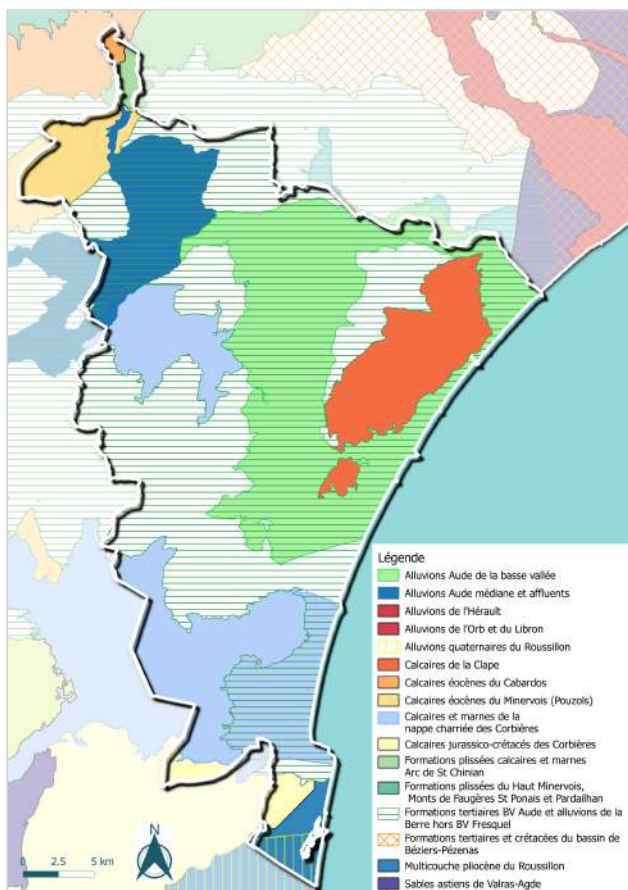 Légende
Alluvions Aude de la basse vallée
Alluvions Aude médiane et affluents
Alluvions de l'Hérault
Alluvions de l'Orb et du Libron
Alluvions quaternaires du Roussillon
Calcaires de la Clape
Calcaires éocènes du Cabardos
Calcaires éocènes du Minervois (Pouzols)
Calcaires et marnes de la
nappe charriée des Corbières
Calcaires jurassico-crétacés des Corbières
Formations plissées calcaires et marnes
Arc de St Chinian
Formations plissées du Haut Minervois,
Monts de Faugères St Ponais et Pardailhan
Formations tertiaires BV Aude et alluvions de la
Berre hors BV Fresquel
Formations tertiaires et crétacées du bassin de
Béziers-Pézenas
Multicouche pliocène du Roussillon
Sables astiens de Valras-Agde
N
0 2.5 5 km